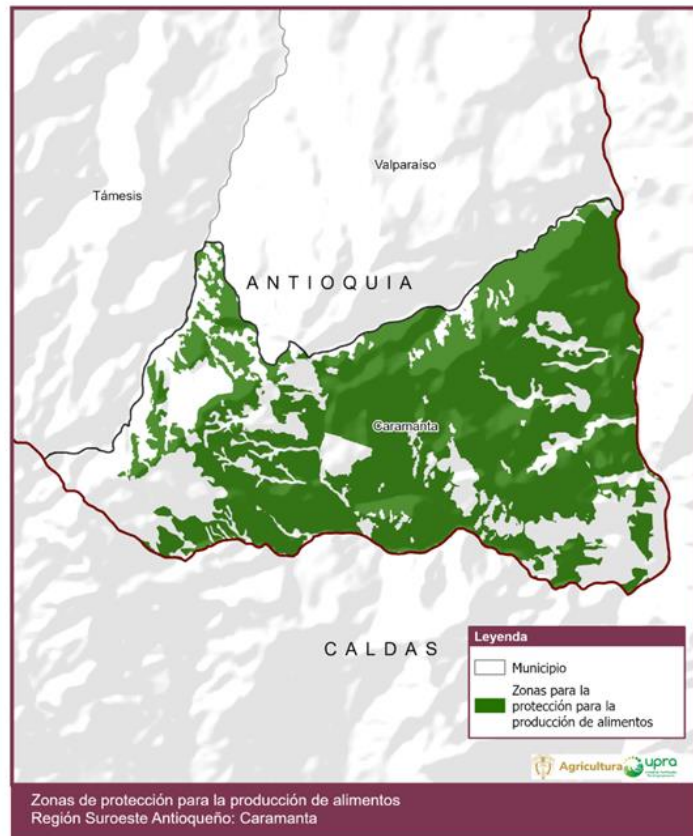 Valparaíso
Támesis
ANTIOQUIA
Caramanta
CALDAS
Leyenda
Municipio
Zonas para la
protección para la
producción de alimentos
Agricultura upra
Zonas de protección para la producción de alimentos
Región Suroeste Antioqueño: Caramanta